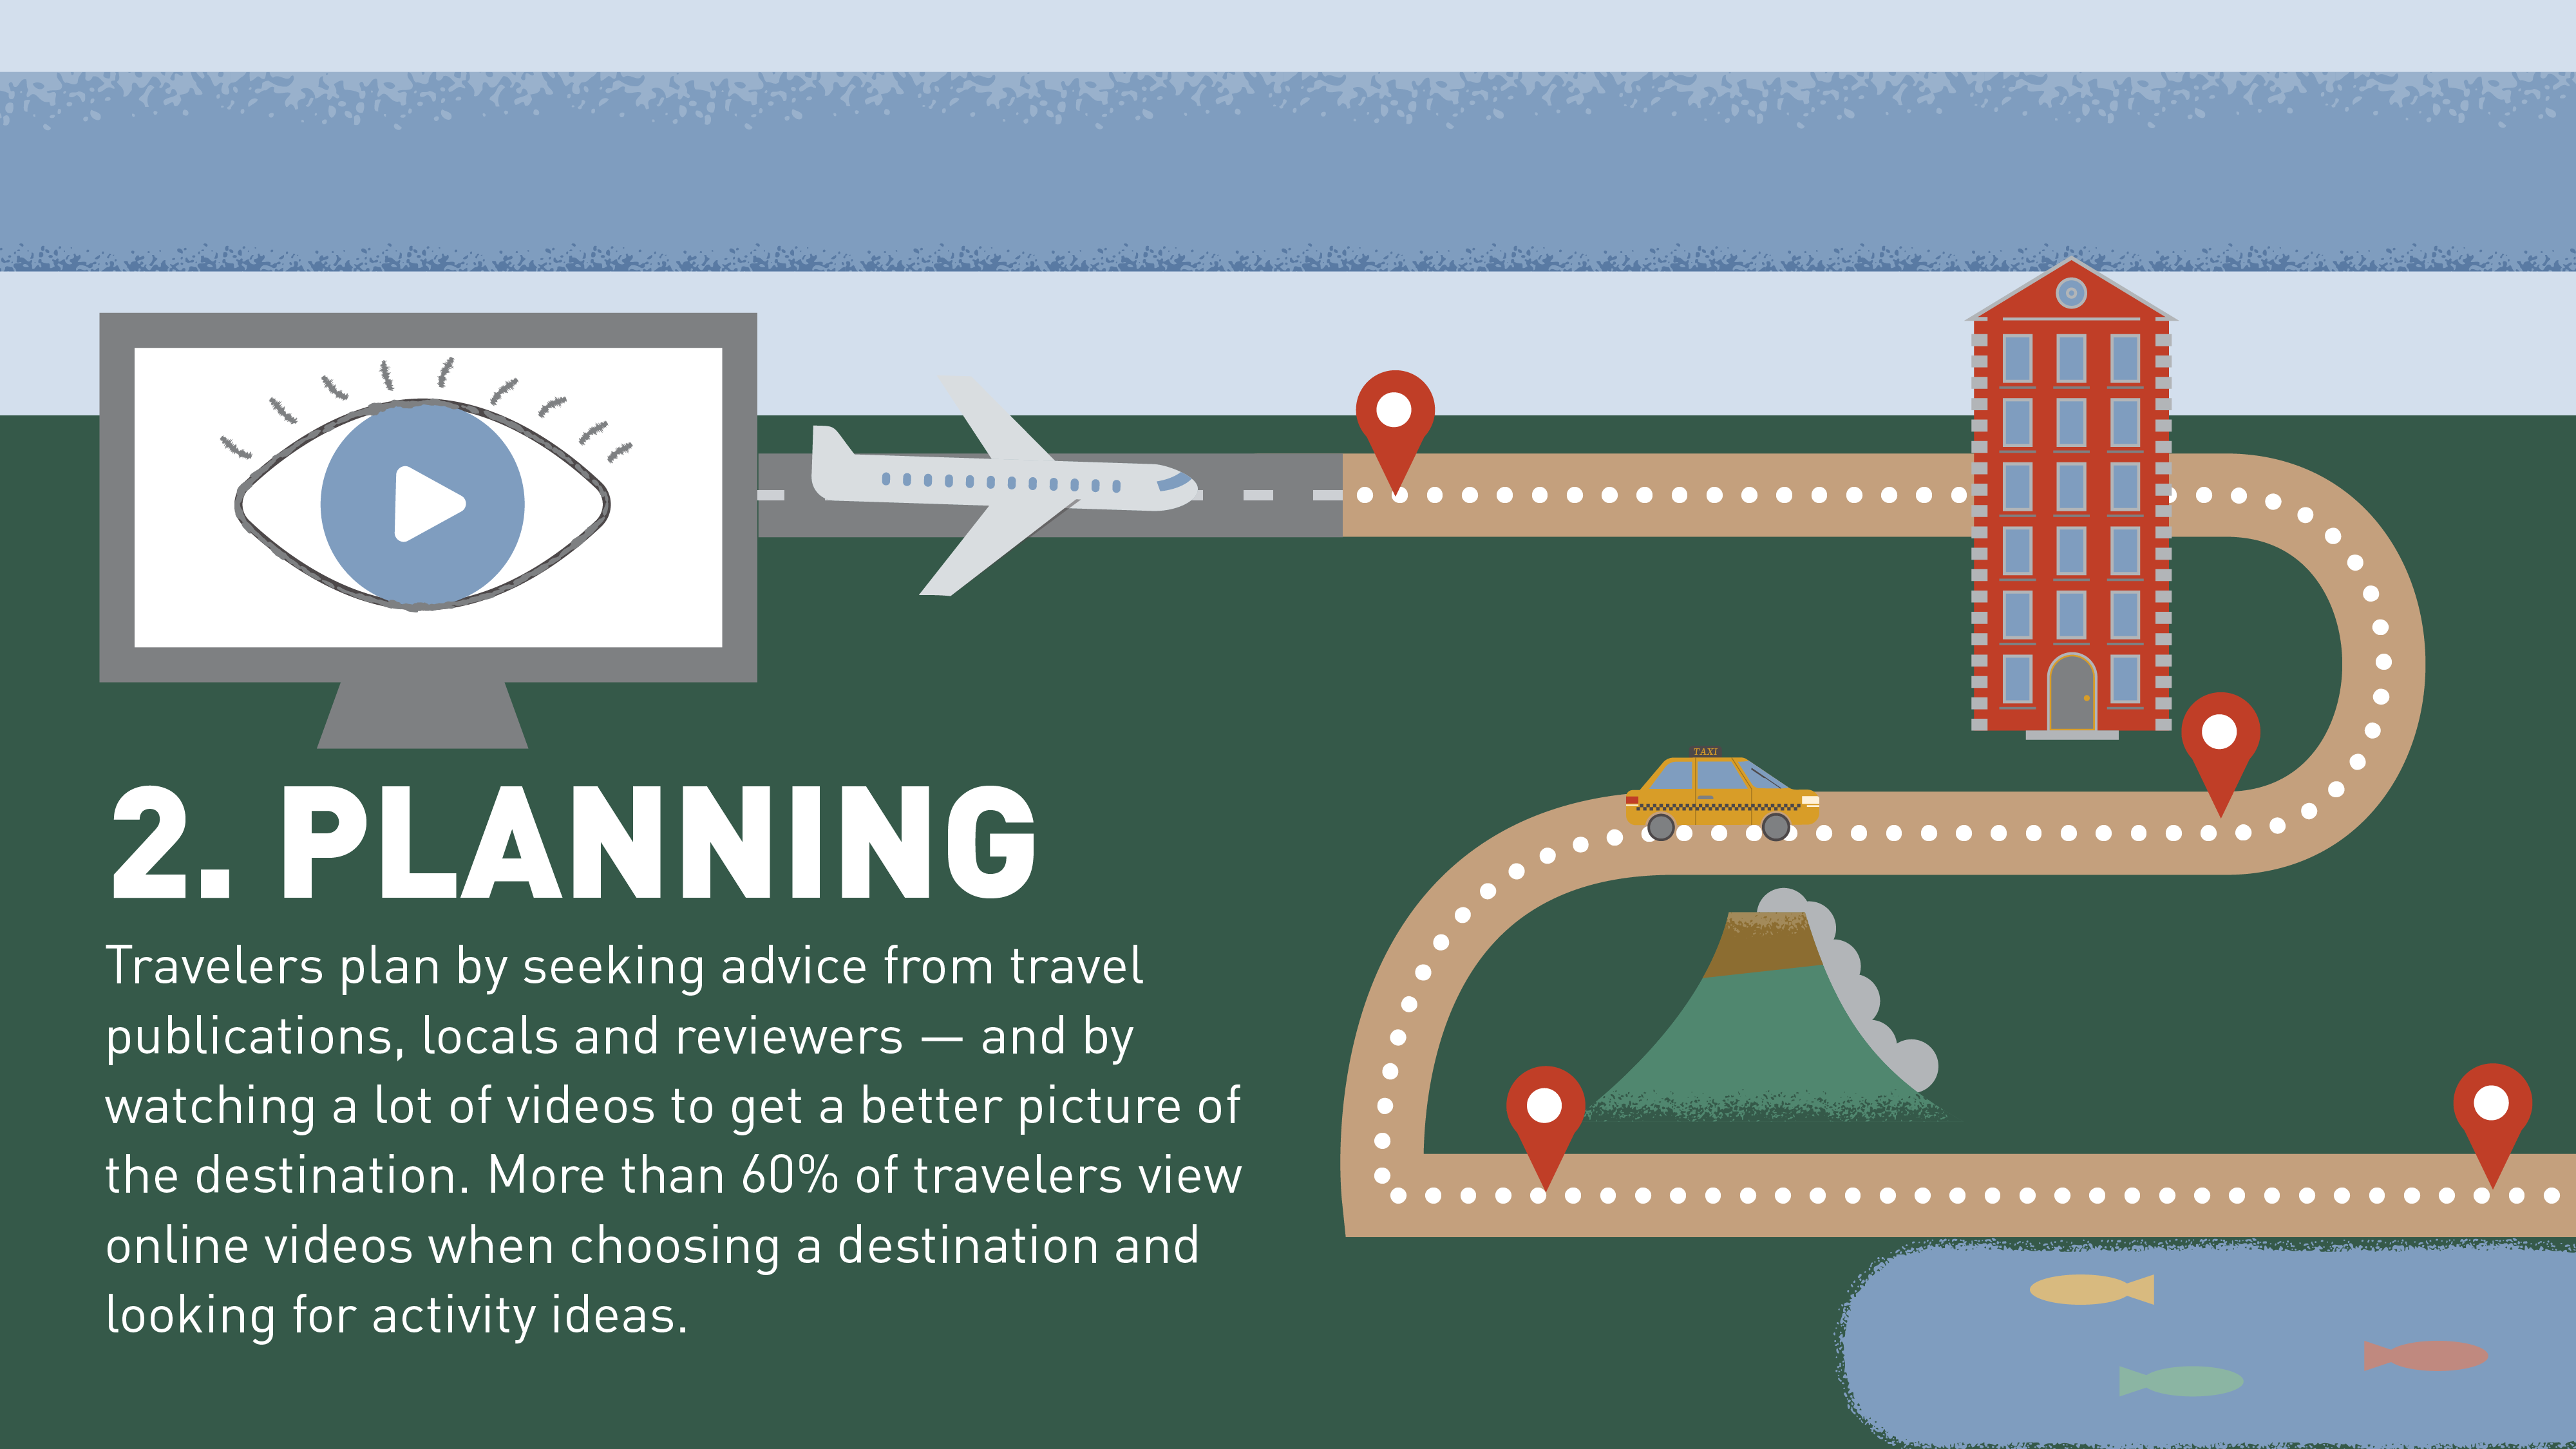 TAXI
2. PLANNING
Travelers plan by seeking advice from travel
publications, locals and reviewers — and by
watching a lot of videos to get a better picture of
the destination. More than 60% of travelers view
online videos when choosing a destination and
looking for activity ideas.